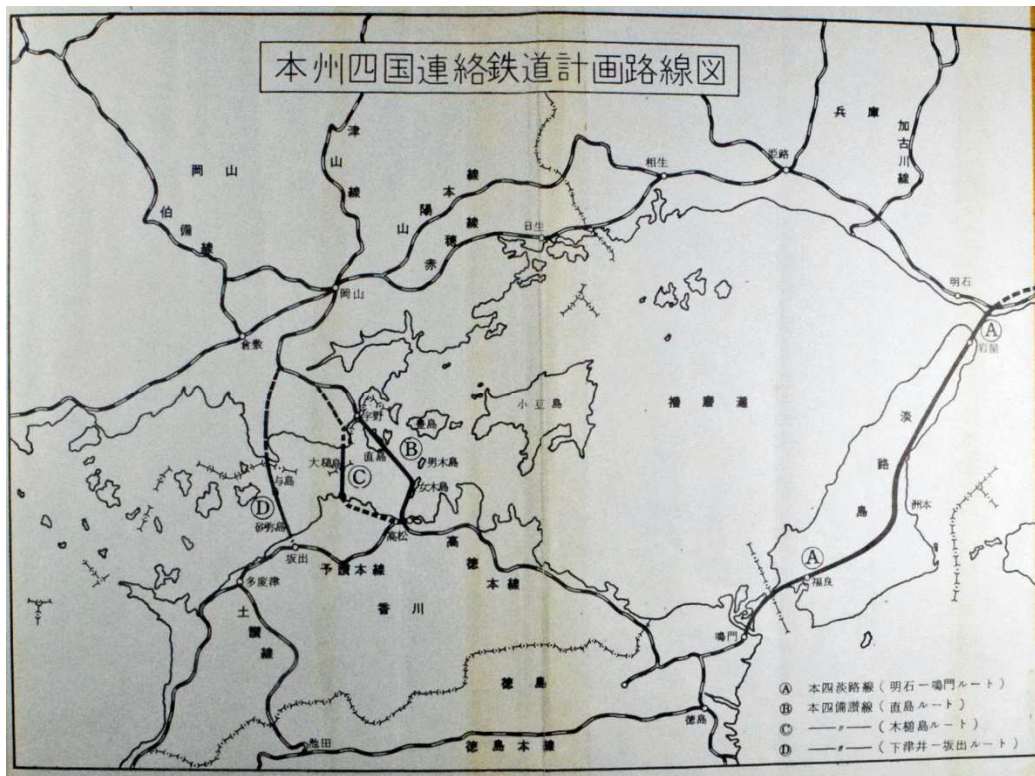 本州四国連絡鉄道計画路線図
兵庫
加古川線
岡山
津山線
伯備線
山陽本線
赤穂線
相生
姫路
日生
岡山
倉敷
明石
Ⓐ
岩屋
宇野
豊島
小豆島
播磨灘
淡路島
直島
Ⓑ
男木島
大槌島
Ⓒ
女木島
与島
Ⓓ
砂弥島
洲本
高松
坂出
予讃本線
高徳本線
Ⓐ
福良
多度津
土讃線
香川
鳴門
徳島
徳島
池田
徳島本線
Ⓐ 本四淡路線(明石ー鳴門ルート)
Ⓑ 本四備讃線(直島ルート)
Ⓒ ――〃――(木槌島ルート)
Ⓓ ――〃――(下津井ー坂出ルート)